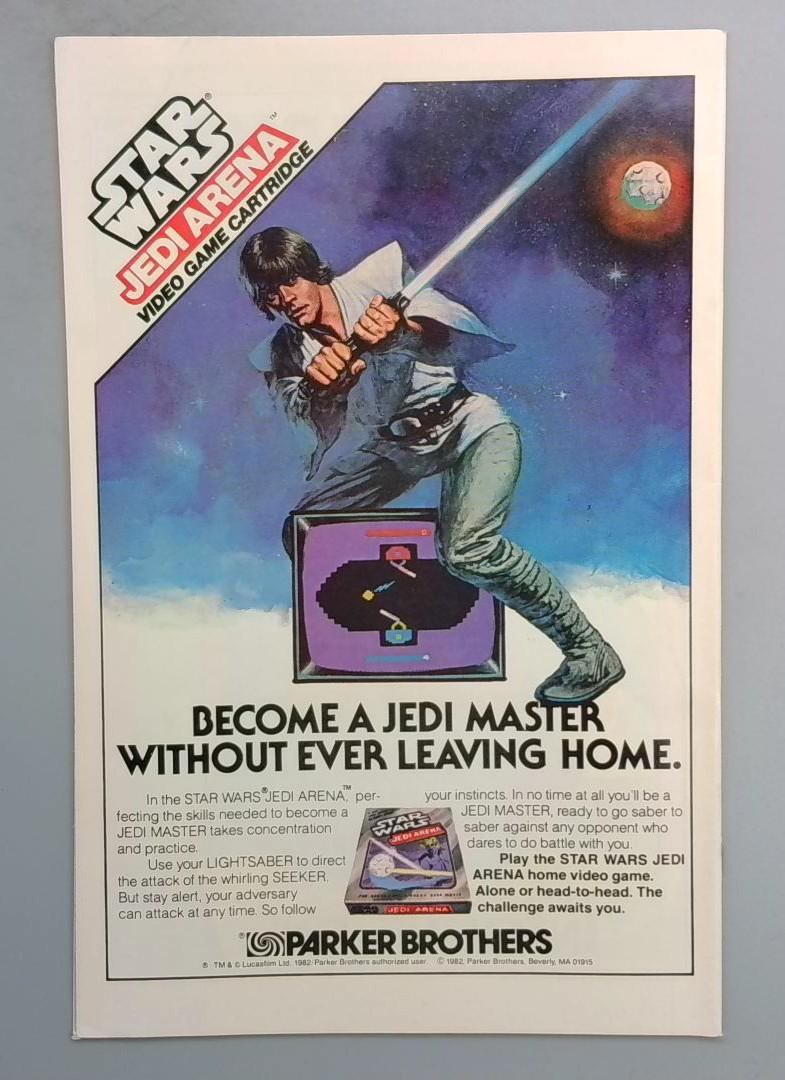 STAR
WARS®
JEDI ARENA™
VIDEO GAME CARTRIDGE
2
4
BECOME A JEDI MASTER
WITHOUT EVER LEAVING HOME.
In the STAR WARS® JEDI ARENA,™ per-
fecting the skills needed to become a
JEDI MASTER takes concentration
and practice.
Use your LIGHTSABER to direct
the attack of the whirling SEEKER.
But stay alert, your adversary
can attack at any time. So follow
your instincts. In no time at all you'll be a
JEDI MASTER, ready to go saber to
saber against any opponent who
dares to do battle with you.
Play the STAR WARS JEDI
ARENA home video game.
Alone or head-to-head. The
challenge awaits you.
STAR
WARS
JEDI ARENA
JEDI ARENA
® PARKER BROTHERS
® TM & © Lucasfilm Ltd. 1982; Parker Brothers authorized user. © 1982, Parker Brothers, Beverly, MA 01915